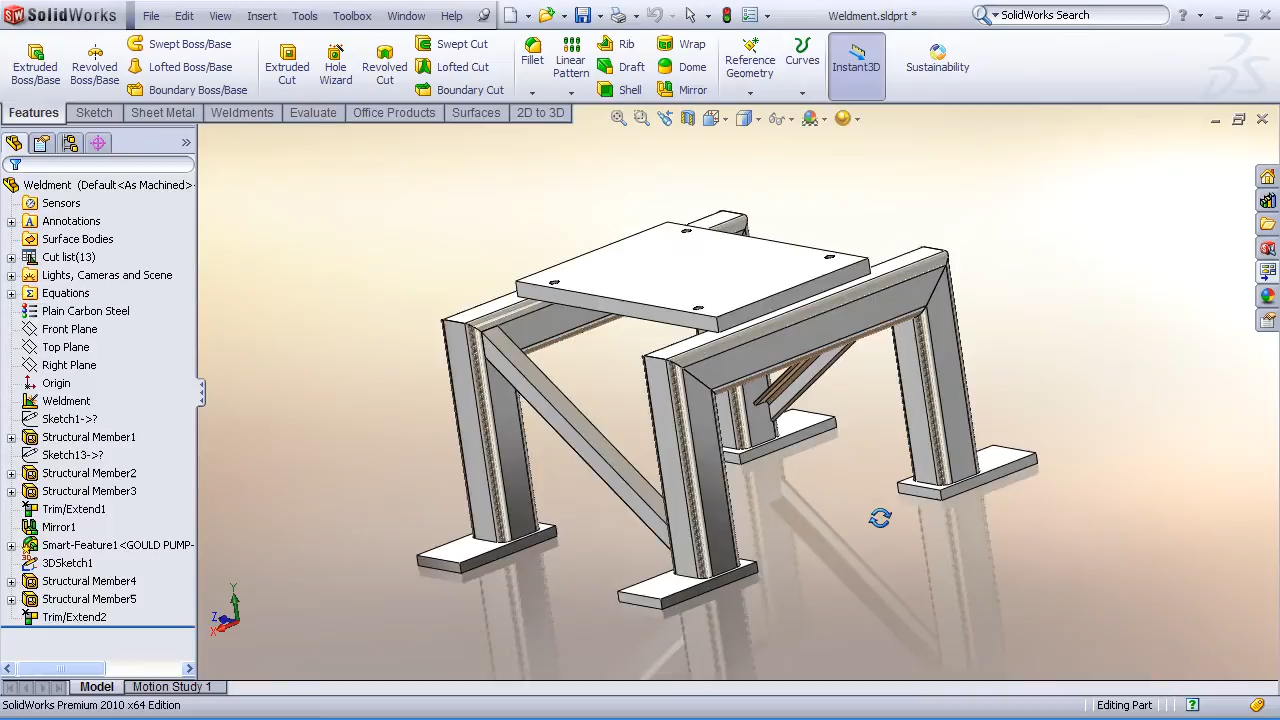 SolidWorks File Edit View Insert Tools Toolbox Window Help Weldment.sldprt * SolidWorks Search
Extruded Boss/Base
Revolved Boss/Base
Swept Boss/Base
Lofted Boss/Base
Boundary Boss/Base
Extruded Cut
Hole Wizard
Revolved Cut
Swept Cut
Lofted Cut
Boundary Cut
Fillet
Linear Pattern
Rib
Draft
Shell
Wrap
Dome
Mirror
Reference Geometry
Curves
Instant3D
Sustainability
Features Sketch Sheet Metal Weldments Evaluate Office Products Surfaces 2D to 3D
Weldment (Default<As Machined>
Sensors
Annotations
Surface Bodies
Cut list(13)
Lights, Cameras and Scene
Equations
Plain Carbon Steel
Front Plane
Top Plane
Right Plane
Origin
Weldment
Sketch1->?
Structural Member1
Sketch13->?
Structural Member2
Structural Member3
Trim/Extend1
Mirror1
Smart-Feature1<GOULD PUMP-
3DSketch1
Structural Member4
Structural Member5
Trim/Extend2
Y
Z
X
Model Motion Study 1
SolidWorks Premium 2010 x64 Edition Editing Part